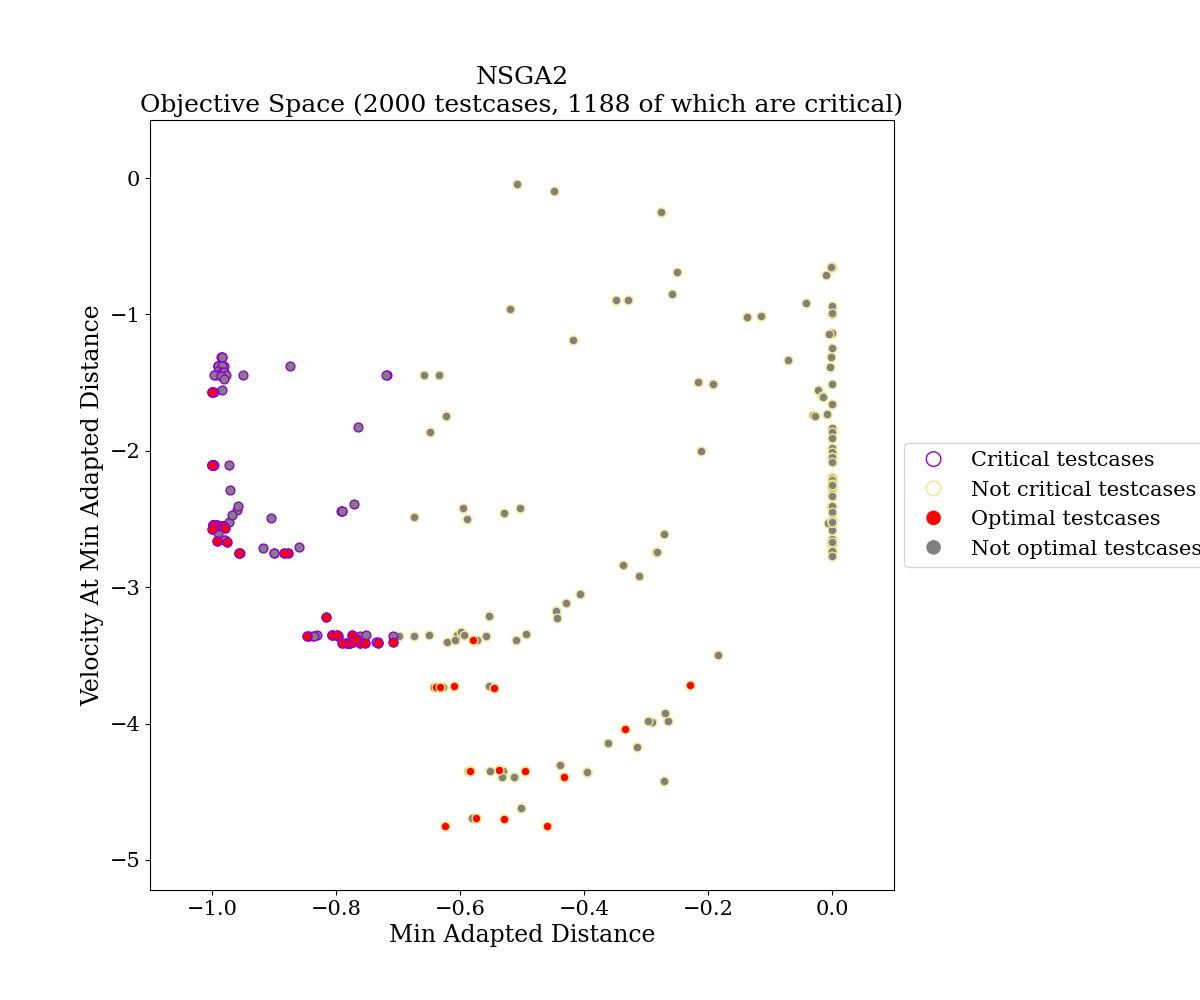 NSGA2
Objective Space (2000 testcases, 1188 of which are critical)
0
−1
−2
−3
−4
−5
Velocity At Min Adapted Distance
−1.0
−0.8
−0.6
−0.4
−0.2
0.0
Min Adapted Distance
Critical testcases
Not critical testcases
Optimal testcases
Not optimal testcases